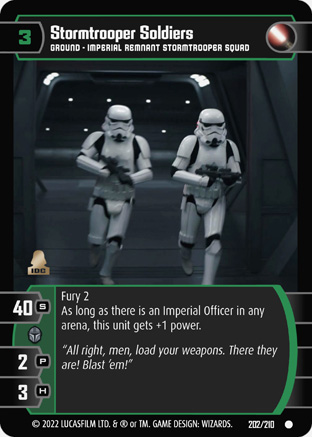 3
Stormtrooper Soldiers
GROUND - IMPERIAL REMNANT STORMTROOPER SQUAD
IDC
40 S
Fury 2
As long as there is an Imperial Officer in any
arena, this unit gets +1 power.
2 P
“All right, men, load your weapons. There they
are! Blast ’em!”
3 H
© 2022 LUCASFILM LTD. & ® or TM. GAME DESIGN: WIZARDS. 202/210